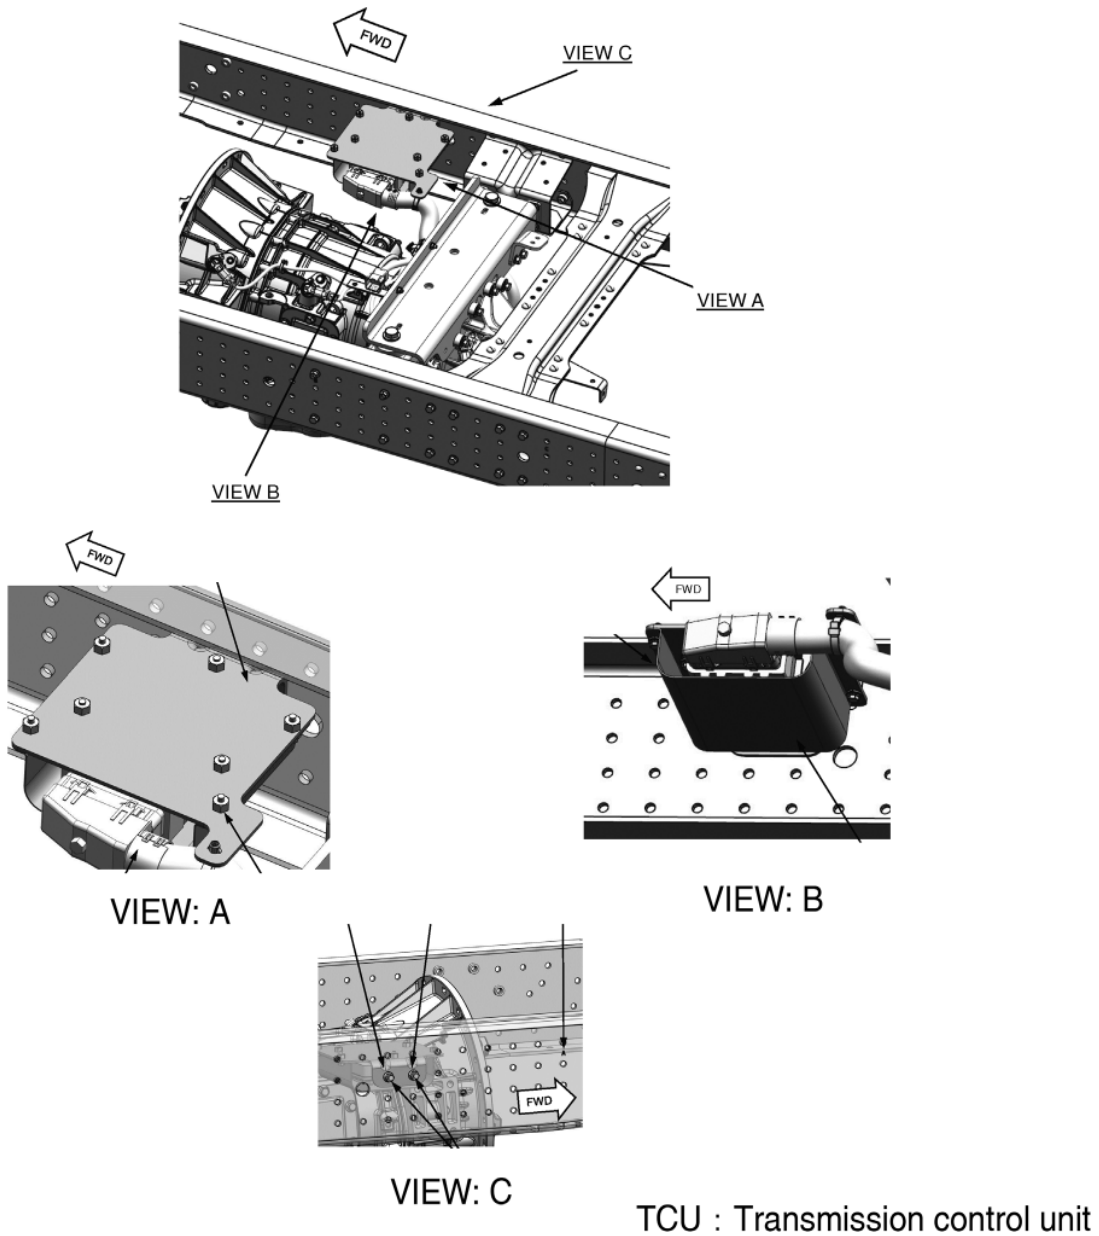 FWD
VIEW C
VIEW A
VIEW B
FWD
FWD
VIEW: A
VIEW: B
FWD
VIEW: C
TCU : Transmission control unit